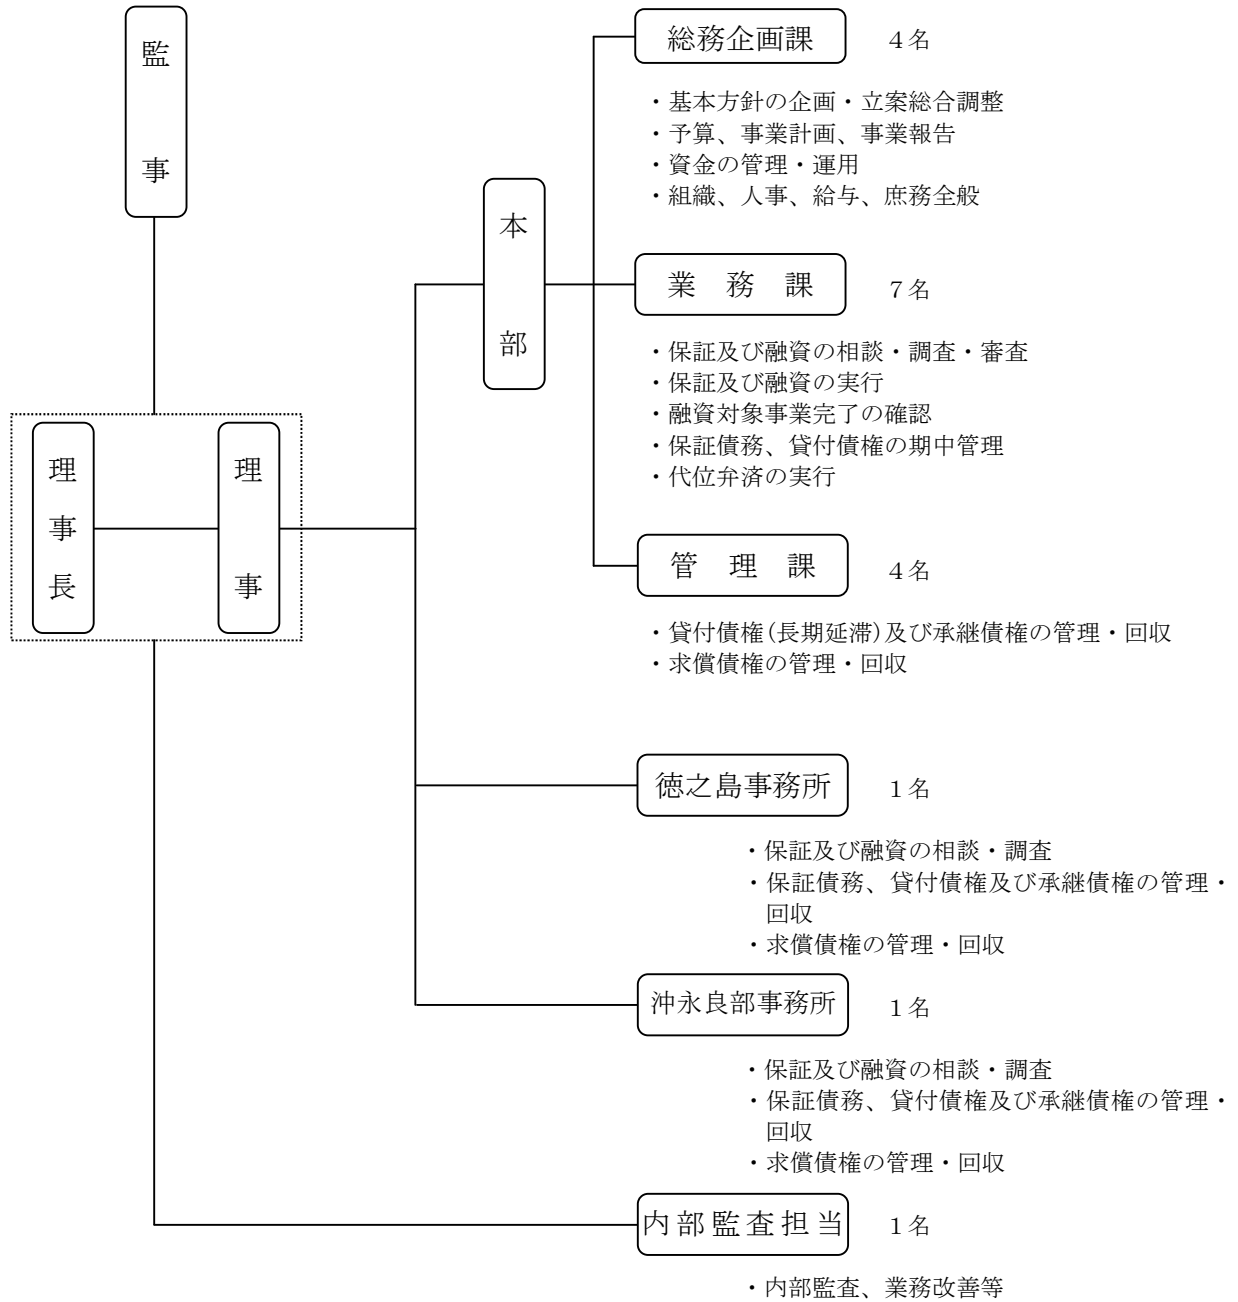 監事
総務企画課　4名
・基本方針の企画・立案総合調整
・予算、事業計画、事業報告
・資金の管理・運用
・組織、人事、給与、庶務全般
本部
業　務　課　7名
・保証及び融資の相談・調査・審査
・保証及び融資の実行
・融資対象事業完了の確認
・保証債務、貸付債権の期中管理
・代位弁済の実行
理事長
理事
管　理　課　4名
・貸付債権(長期延滞)及び承継債権の管理・回収
・求償債権の管理・回収
徳之島事務所　1名
・保証及び融資の相談・調査
・保証債務、貸付債権及び承継債権の管理・
回収
・求償債権の管理・回収
沖永良部事務所　1名
・保証及び融資の相談・調査
・保証債務、貸付債権及び承継債権の管理・
回収
・求償債権の管理・回収
内部監査担当　1名
・内部監査、業務改善等